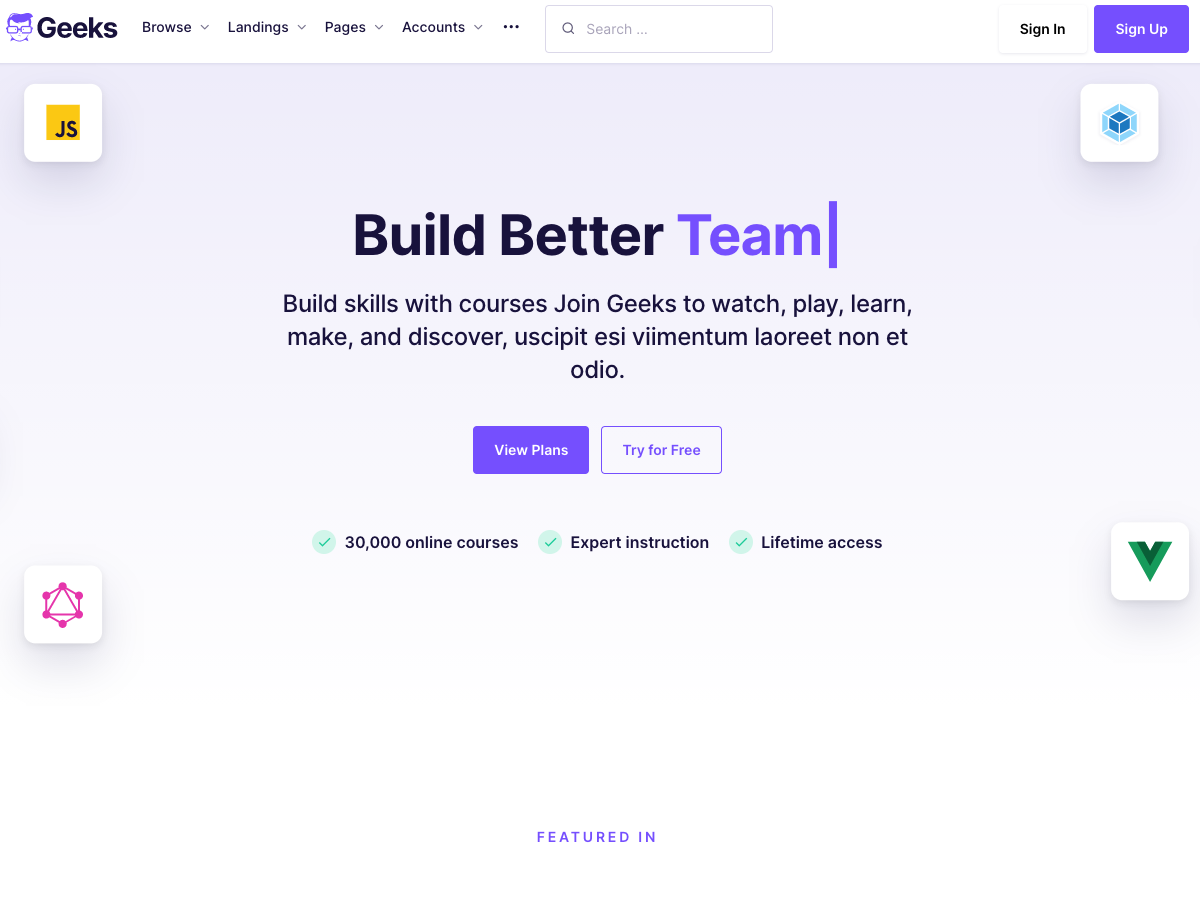 Geeks Browse Landings Pages Accounts ••• Search ... Sign In Sign Up
JS
Build Better Team
Build skills with courses Join Geeks to watch, play, learn,
make, and discover, uscipit esi viimentum laoreet non et
odio.
View Plans Try for Free
30,000 online courses Expert instruction Lifetime access
FEATURED IN